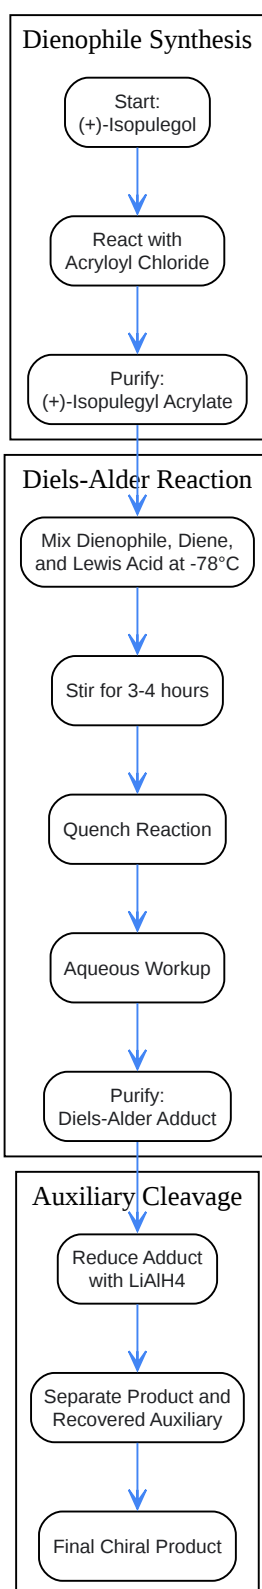 Dienophile Synthesis
Start:
(+)-Isopulegol
React with
Acryloyl Chloride
Purify:
(+)-Isopulegyl Acrylate
Diels-Alder Reaction
Mix Dienophile, Diene,
and Lewis Acid at -78°C
Stir for 3-4 hours
Quench Reaction
Aqueous Workup
Purify:
Diels-Alder Adduct
Auxiliary Cleavage
Reduce Adduct
with LiAlH4
Separate Product and
Recovered Auxiliary
Final Chiral Product